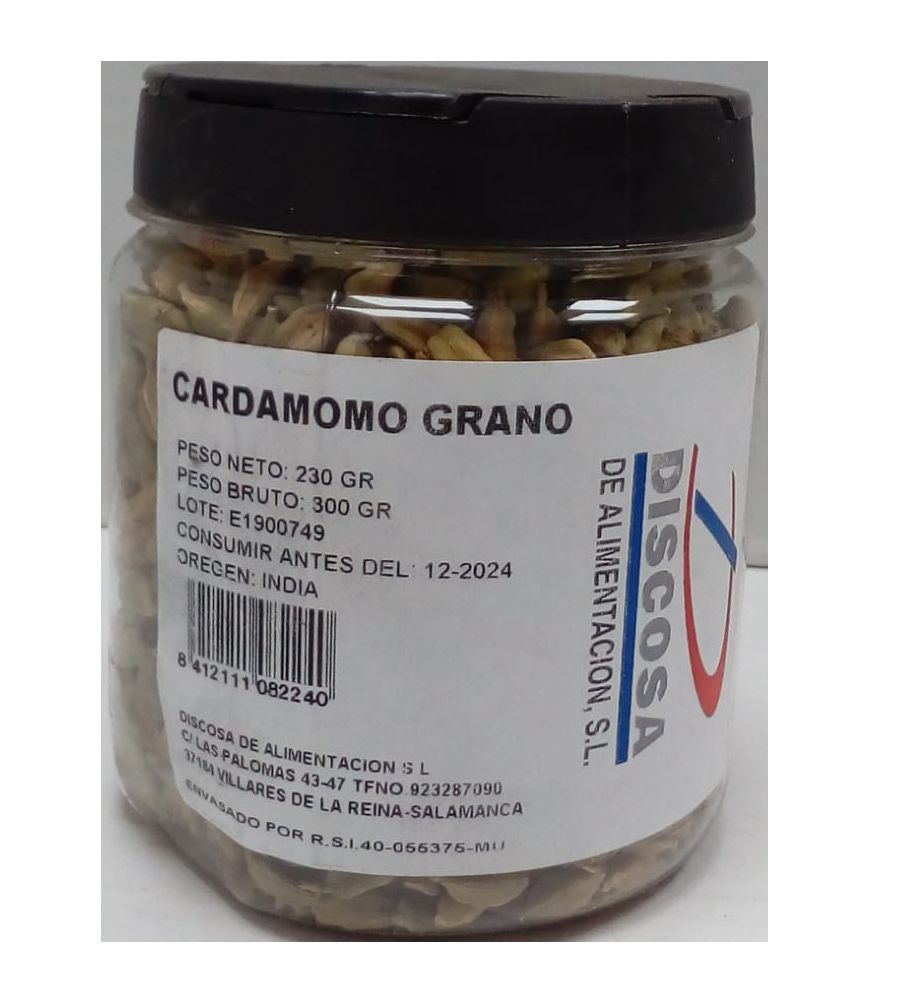 CARDAMOMO GRANO
PESO NETO: 230 GR
PESO BRUTO: 300 GR
LOTE: E1900749
CONSUMIR ANTES DEL: 12-2024
OREGEN: INDIA
8 412111 082240
DISCOSA DE ALIMENTACION S L
C/ LAS PALOMAS 43-47 TFNO.923287090
37184 VILLARES DE LA REINA-SALAMANCA
ENVASADO POR R.S.I.40-055375-MU
DISCOSA
DE ALIMENTACION, S.L.